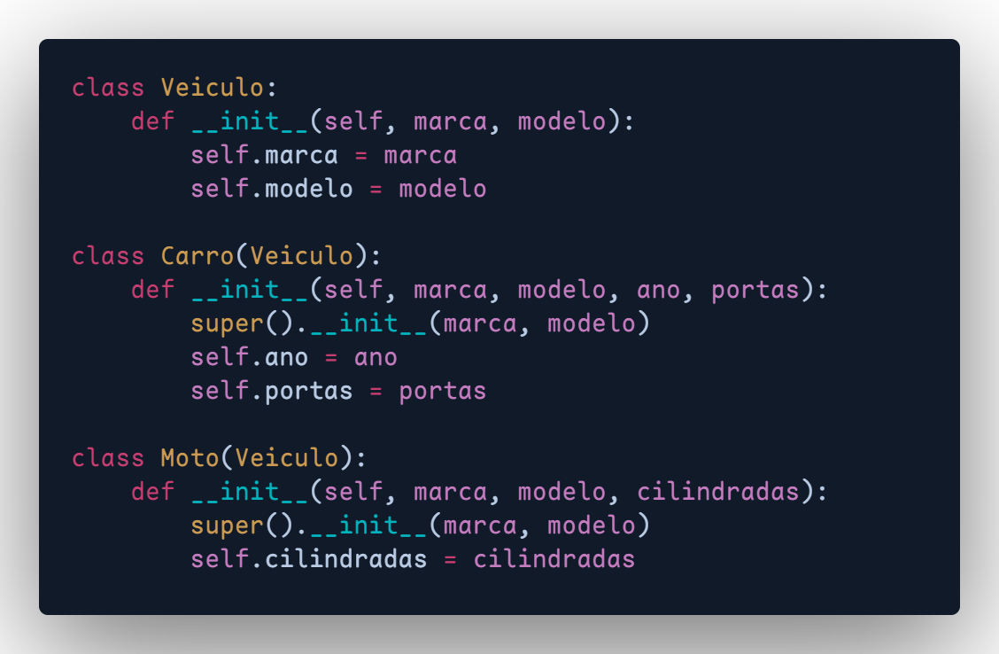 class Veiculo:
    def __init__(self, marca, modelo):
        self.marca = marca
        self.modelo = modelo

class Carro(Veiculo):
    def __init__(self, marca, modelo, ano, portas):
        super().__init__(marca, modelo)
        self.ano = ano
        self.portas = portas

class Moto(Veiculo):
    def __init__(self, marca, modelo, cilindradas):
        super().__init__(marca, modelo)
        self.cilindradas = cilindradas